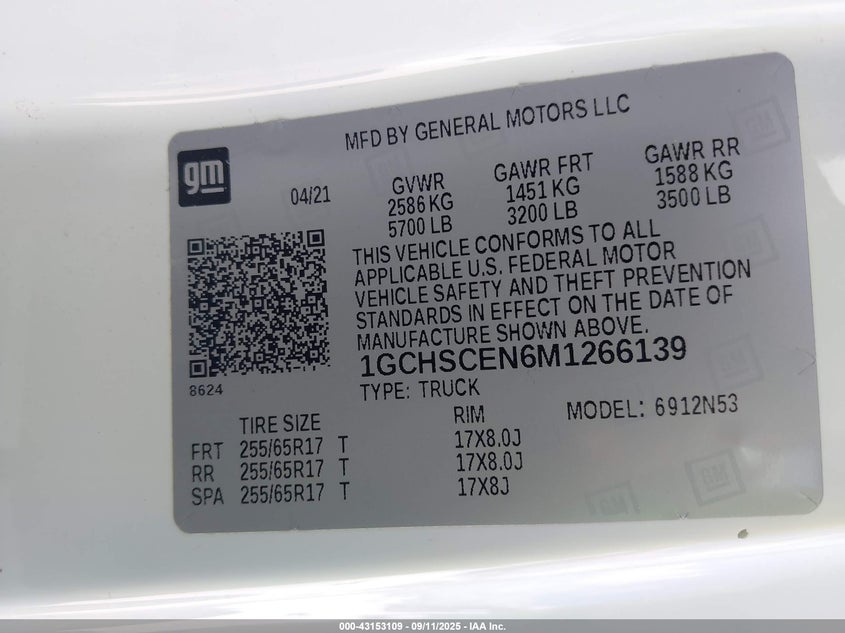 MFD BY GENERAL MOTORS LLC
gm
04/21
GVWR
2586 KG
5700 LB
GAWR FRT
1451 KG
3200 LB
GAWR RR
1588 KG
3500 LB
THIS VEHICLE CONFORMS TO ALL
APPLICABLE U.S. FEDERAL MOTOR
VEHICLE SAFETY AND THEFT PREVENTION
STANDARDS IN EFFECT ON THE DATE OF
MANUFACTURE SHOWN ABOVE.
1GCHSCEN6M1266139
8624
TYPE: TRUCK
MODEL: 6912N53
TIRE SIZE RIM
FRT 255/65R17 T 17X8.0J
RR 255/65R17 T 17X8.0J
SPA 255/65R17 T 17X8J
GM
GM
000-43153109 - 09/11/2025 - IAA Inc.